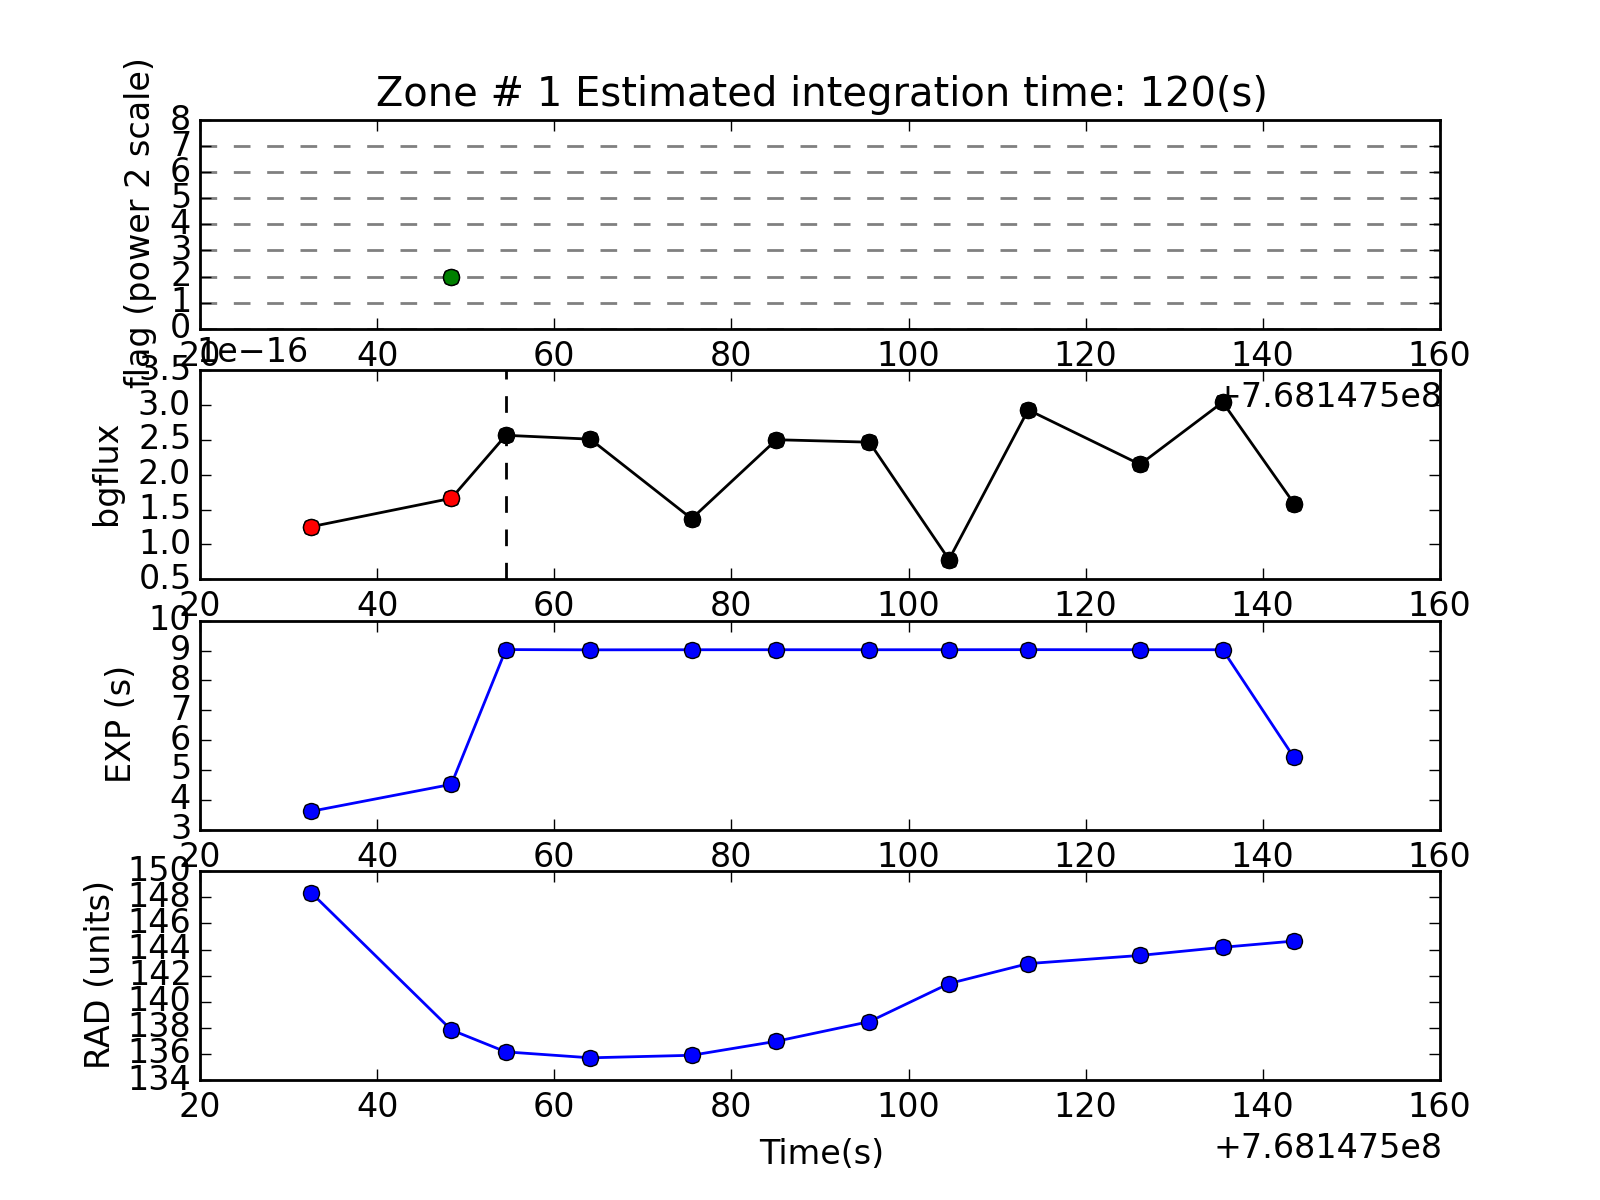 Zone # 1 Estimated integration time: 120(s)
flag (power 2 scale)
8
7
6
5
4
3
2
1
0
20 40 60 80 100 120 140 160
1e−16
+7.681475e8
bgflux
3.5
3.0
2.5
2.0
1.5
1.0
0.5
20 40 60 80 100 120 140 160
EXP (s)
10
9
8
7
6
5
4
3
20 40 60 80 100 120 140 160
RAD (units)
150
148
146
144
142
140
138
136
134
20 40 60 80 100 120 140 160
Time(s)
+7.681475e8